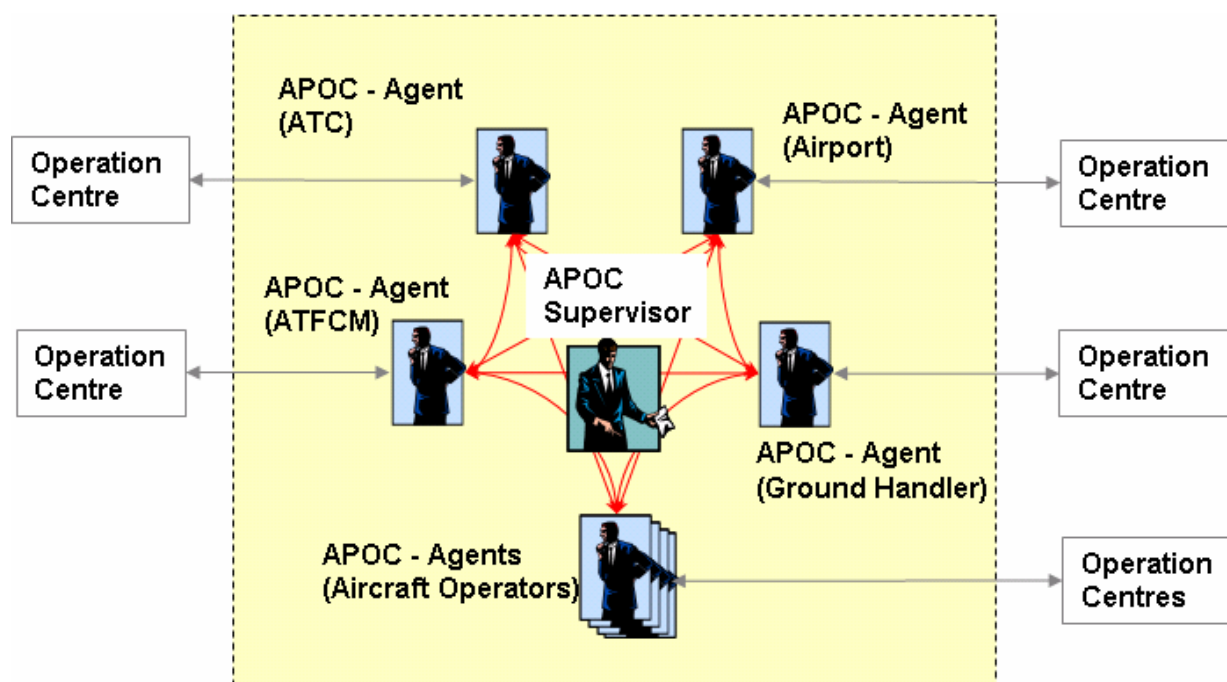 APOC - Agent
(ATC)
APOC - Agent
(Airport)
Operation
Centre
Operation
Centre
APOC
Supervisor
APOC - Agent
(ATFCM)
Operation
Centre
Operation
Centre
APOC - Agent
(Ground Handler)
APOC - Agents
(Aircraft Operators)
Operation
Centres